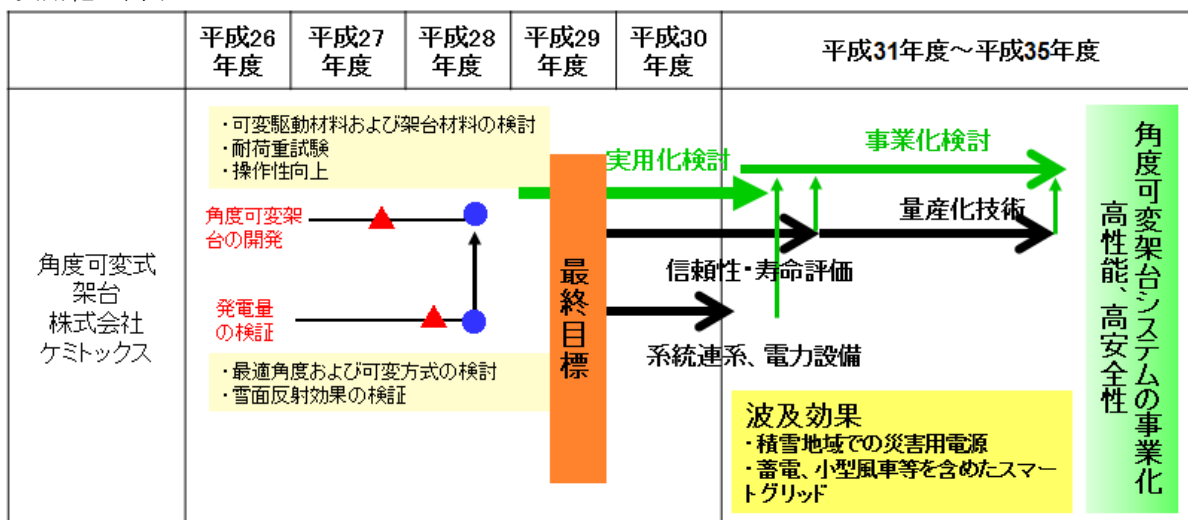 平成26
年度
平成27
年度
平成28
年度
平成29
年度
平成30
年度
平成31年度～平成35年度
角度可変式
架台
株式会社
ケミトックス
・可変駆動材料および架台材料の検討
・耐荷重試験
・操作性向上
角度可変架
台の開発
発電量
の検証
・最適角度および可変方式の検討
・雪面反射効果の検証
最終目標
実用化検討
事業化検討
量産化技術
信頼性・寿命評価
系統連系、電力設備
波及効果
・積雪地域での災害用電源
・蓄電、小型風車等を含めたスマー
トグリッド
角度可変架台システムの事業化
高性能、高安全性